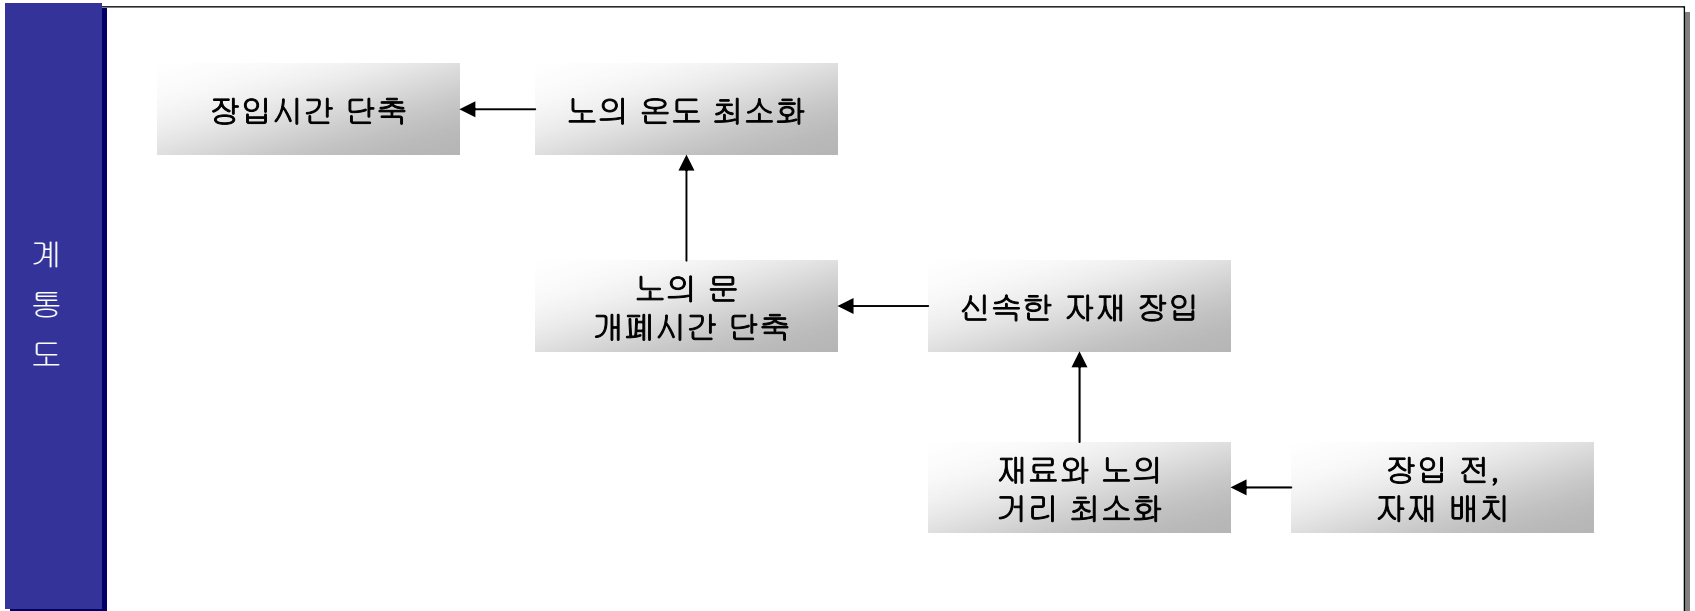 계
통
도
장입시간 단축
노의 온도 최소화
노의 문
개폐시간 단축
신속한 자재 장입
재료와 노의
거리 최소화
장입 전,
자재 배치